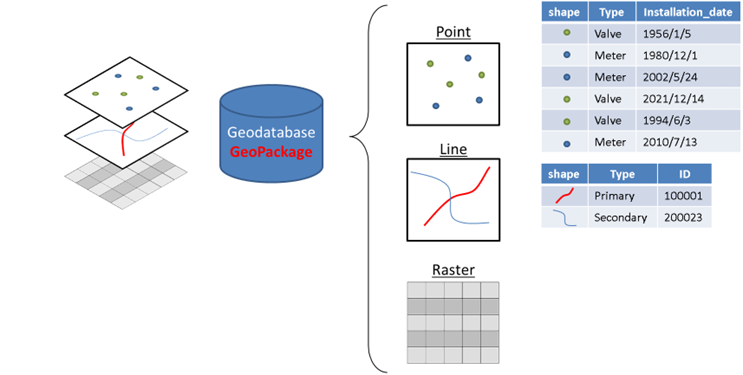 Geodatabase
GeoPackage
Point
Line
Raster
shape Type Installation_date
Valve 1956/1/5
Meter 1980/12/1
Meter 2002/5/24
Valve 2021/12/14
Valve 1994/6/3
Meter 2010/7/13
shape Type ID
Primary 100001
Secondary 200023